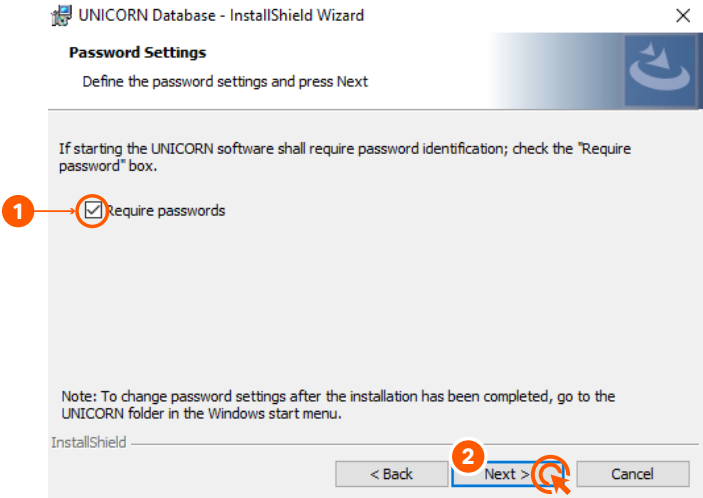 UNICORN Database - InstallShield Wizard
Password Settings
Define the password settings and press Next
If starting the UNICORN software shall require password identification; check the "Require
password" box.
1
Require passwords
Note: To change password settings after the installation has been completed, go to the
UNICORN folder in the Windows start menu.
InstallShield
2
< Back
Next >
Cancel